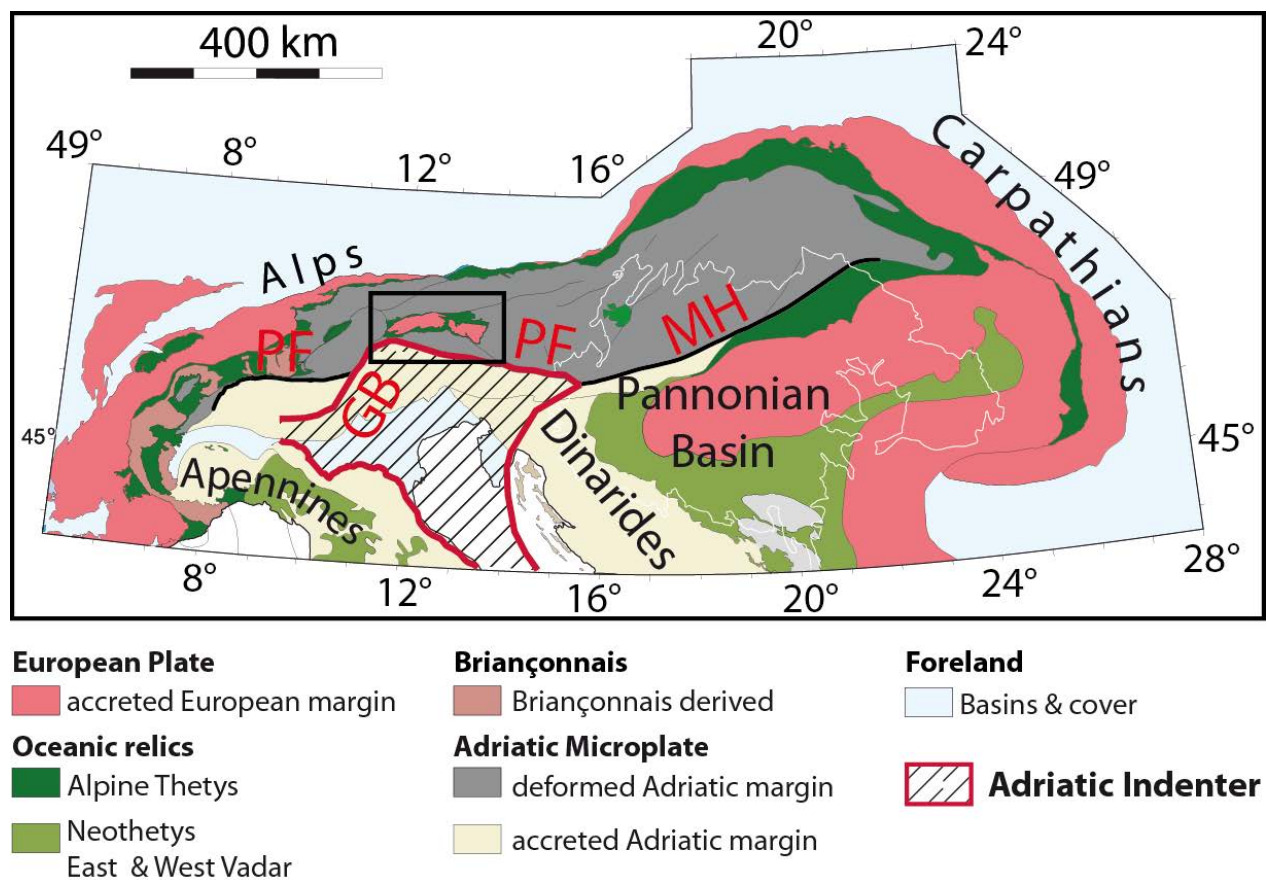 400 km
20°
24°
49°
8°
12°
16°
Carpathians
49°
Alps
PF
PF
MH
GB
Pannonian
Basin
45°
45°
Apennines
Dinarides
8°
12°
16°
20°
24°
28°
European Plate
accreted European margin
Oceanic relics
Alpine Thetys
Neothetys
East & West Vadar
Briançonnais
Briançonnais derived
Adriatic Microplate
deformed Adriatic margin
accreted Adriatic margin
Foreland
Basins & cover
Adriatic Indenter